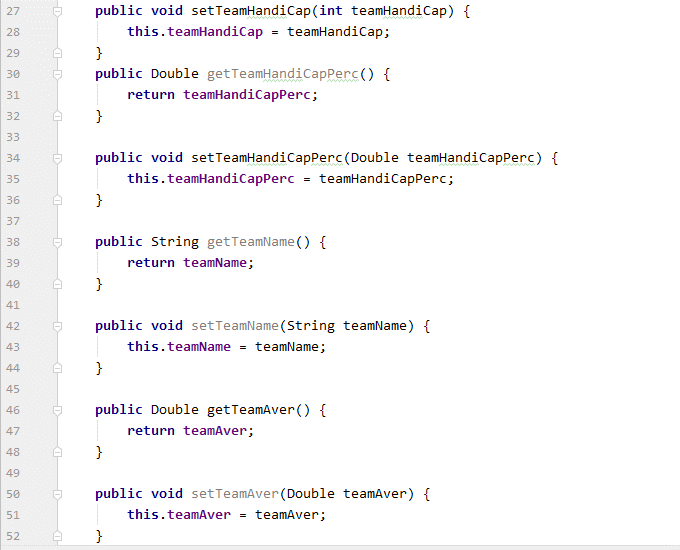 27 public void setTeamHandiCap(int teamHandiCap) {
28 this.teamHandiCap = teamHandiCap;
29 }
30 public Double getTeamHandiCapPerc() {
31 return teamHandiCapPerc;
32 }
33
34 public void setTeamHandiCapPerc(Double teamHandiCapPerc) {
35 this.teamHandiCapPerc = teamHandiCapPerc;
36 }
37
38 public String getTeamName() {
39 return teamName;
40 }
41
42 public void setTeamName(String teamName) {
43 this.teamName = teamName;
44 }
45
46 public Double getTeamAver() {
47 return teamAver;
48 }
49
50 public void setTeamAver(Double teamAver) {
51 this.teamAver = teamAver;
52 }